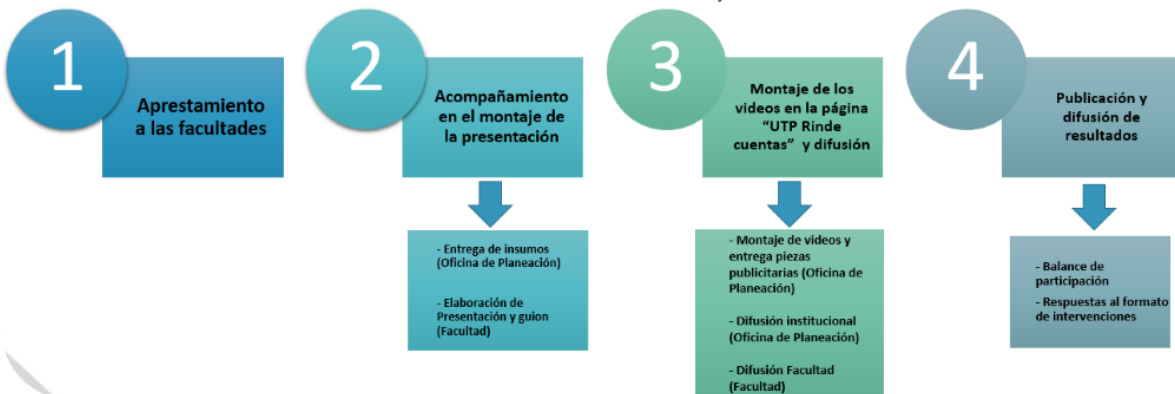 1
Aprestamiento
a las facultades
2
Acompañamiento
en el montaje de
la presentación
- Entrega de insumos
(Oficina de Planeación)
- Elaboración de
Presentación y guion
(Facultad)
3
Montaje de los
videos en la página
“UTP Rinde
cuentas” y difusión
- Montaje de videos y
entrega piezas
publicitarias (Oficina de
Planeación)
- Difusión institucional
(Oficina de Planeación)
- Difusión Facultad
(Facultad)
4
Publicación y
difusión de
resultados
- Balance de
participación
- Respuestas al formato
de intervenciones